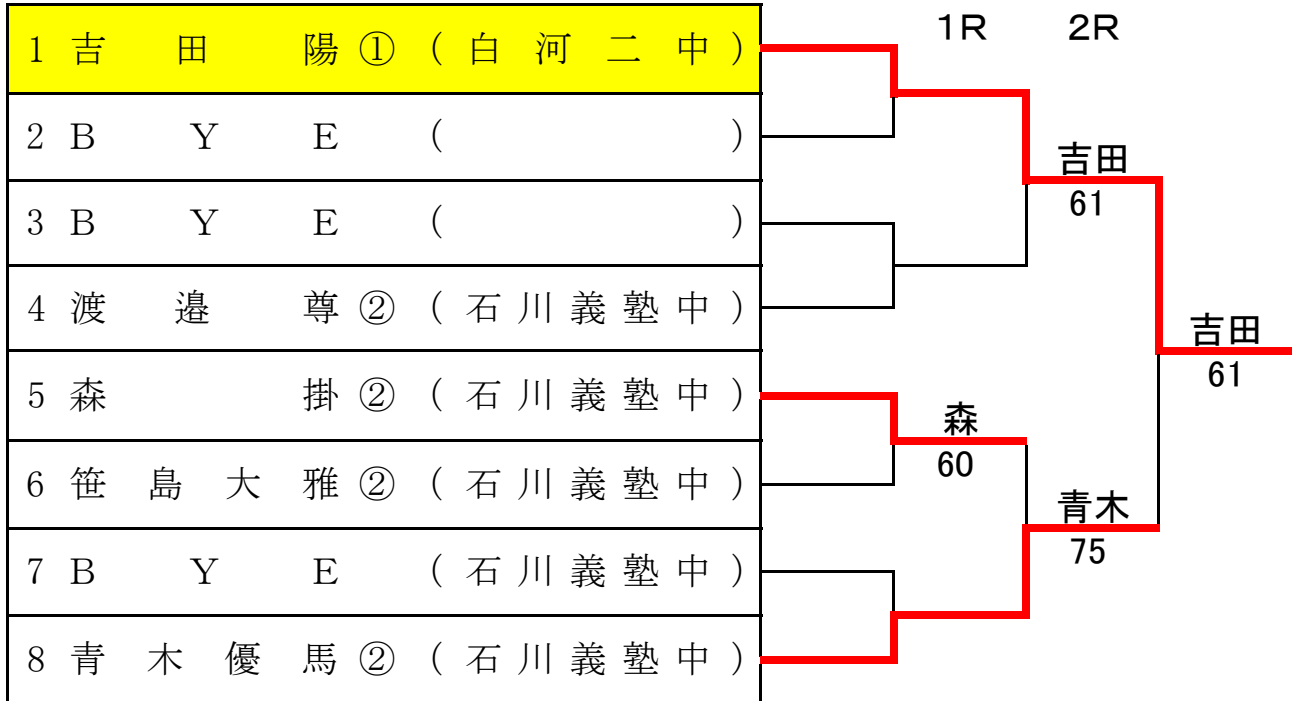 1R 2R
1 吉田 陽① (白河二中)
2 BYE ( )
3 BYE ( )
4 渡邉 尊② (石川義塾中)
5 森 掛② (石川義塾中)
6 笹島大雅② (石川義塾中)
7 BYE (石川義塾中)
8 青木優馬② (石川義塾中)
森
60
吉田
61
青木
75
吉田
61